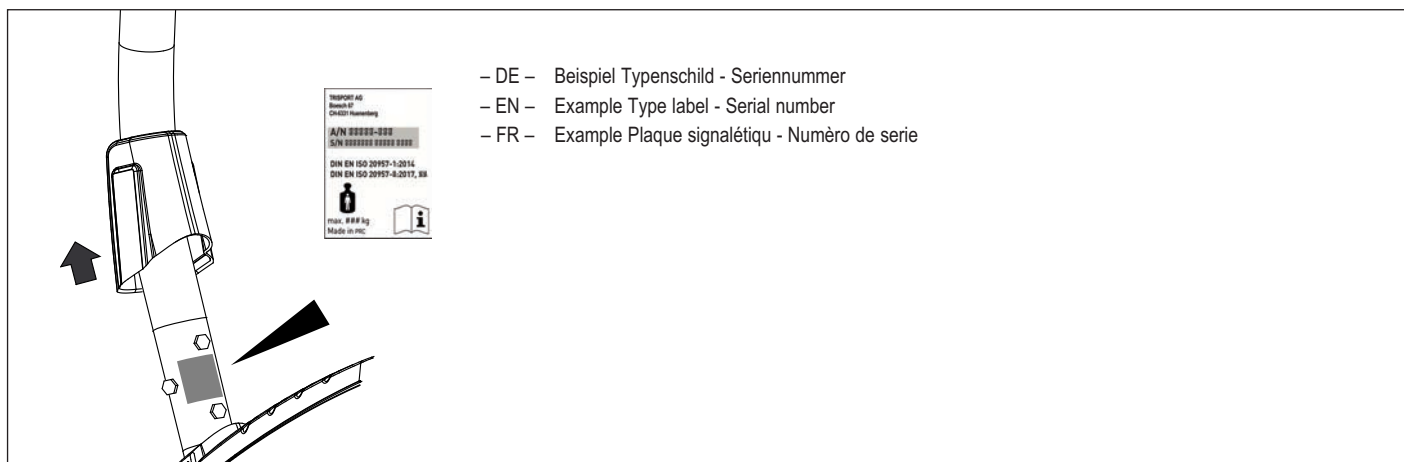 – DE – Beispiel Typenschild - Seriennummer
– EN – Example Type label - Serial number
– FR – Example Plaque signalétiqu - Numèro de serie
TRISPORT AG
Boesch 67
CH-6331 Huenenberg
A/N #####-###
S/N ####### ##### ####
DIN EN ISO 20957-1:2014
DIN EN ISO 20957-8:2017, ##
max. ### kg
Made in PRC
i